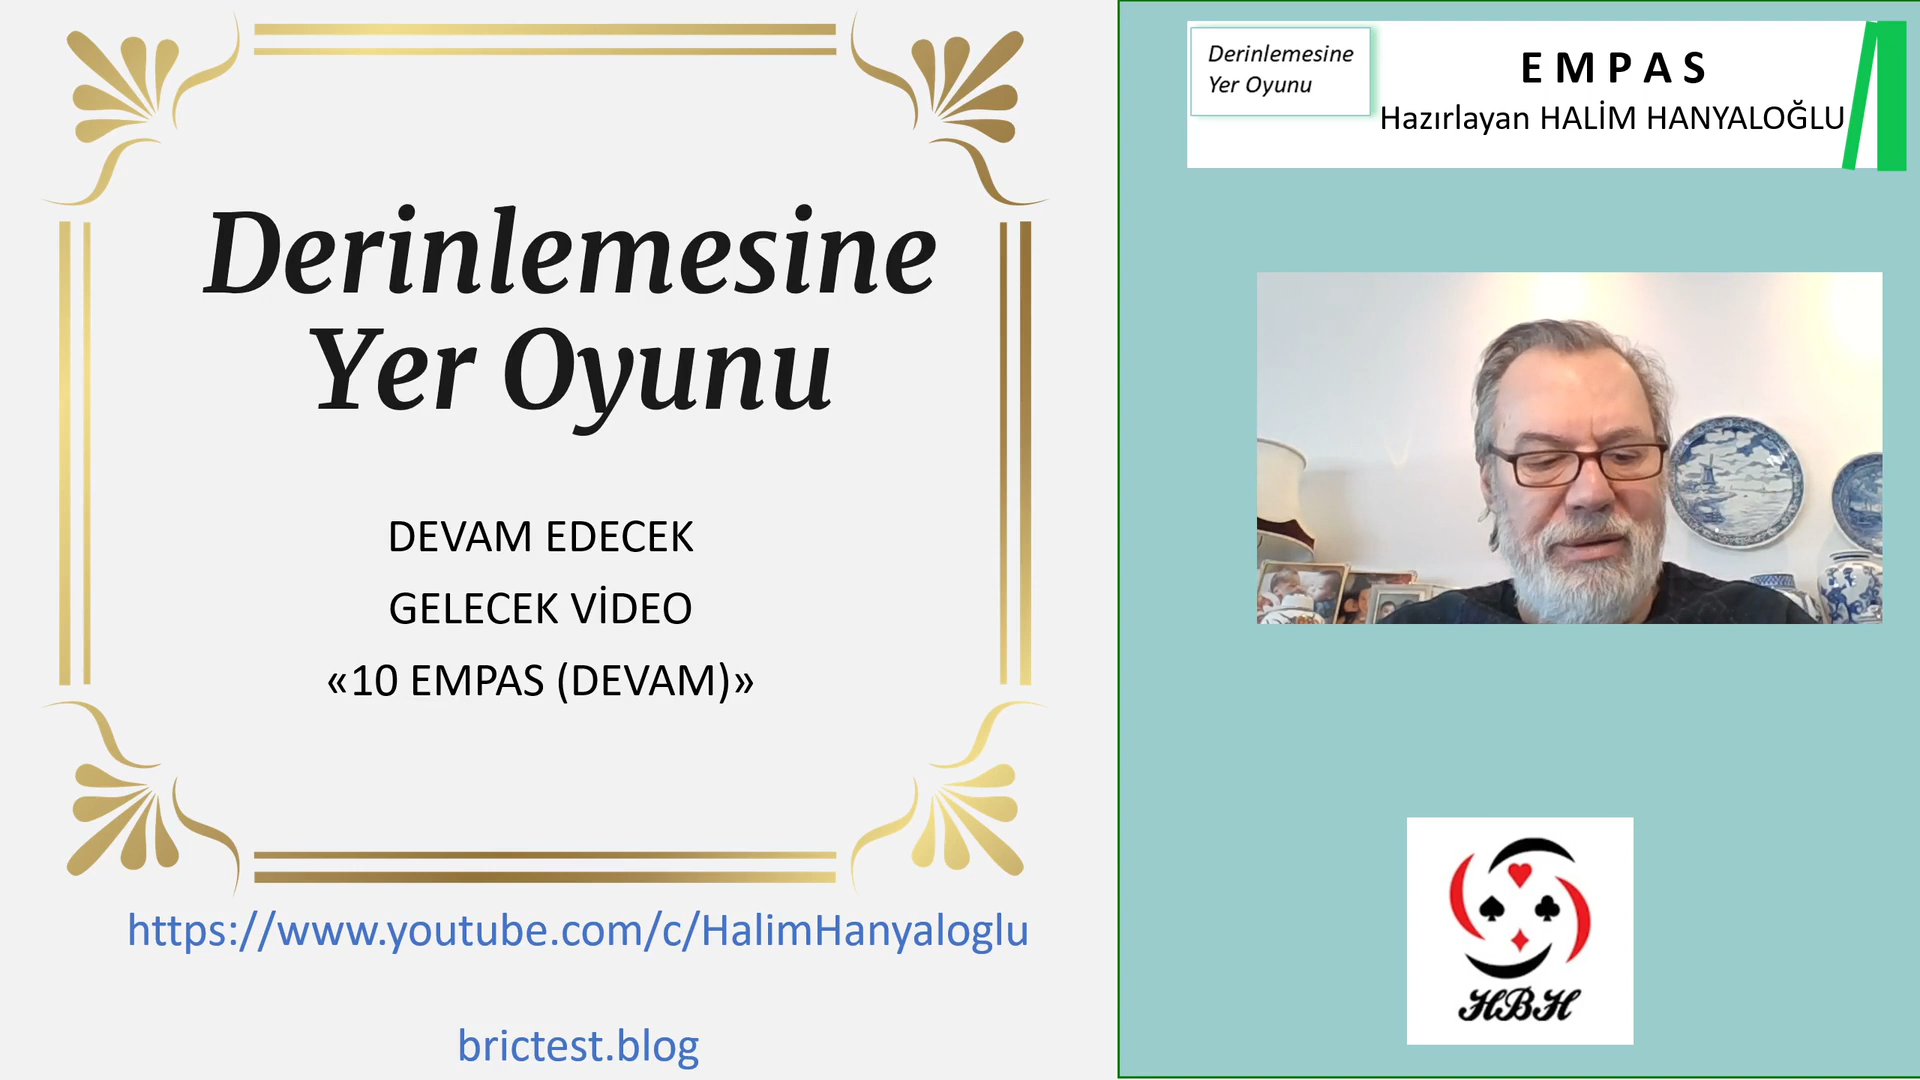 Derinlemesine
Yer Oyunu
DEVAM EDECEK
GELECEK VİDEO
«10 EMPAS (DEVAM)»
https://www.youtube.com/c/HalimHanyaloglu
brictest.blog
Derinlemesine
Yer Oyunu
E M P A S
Hazırlayan HALİM HANYALOĞLU
HBH